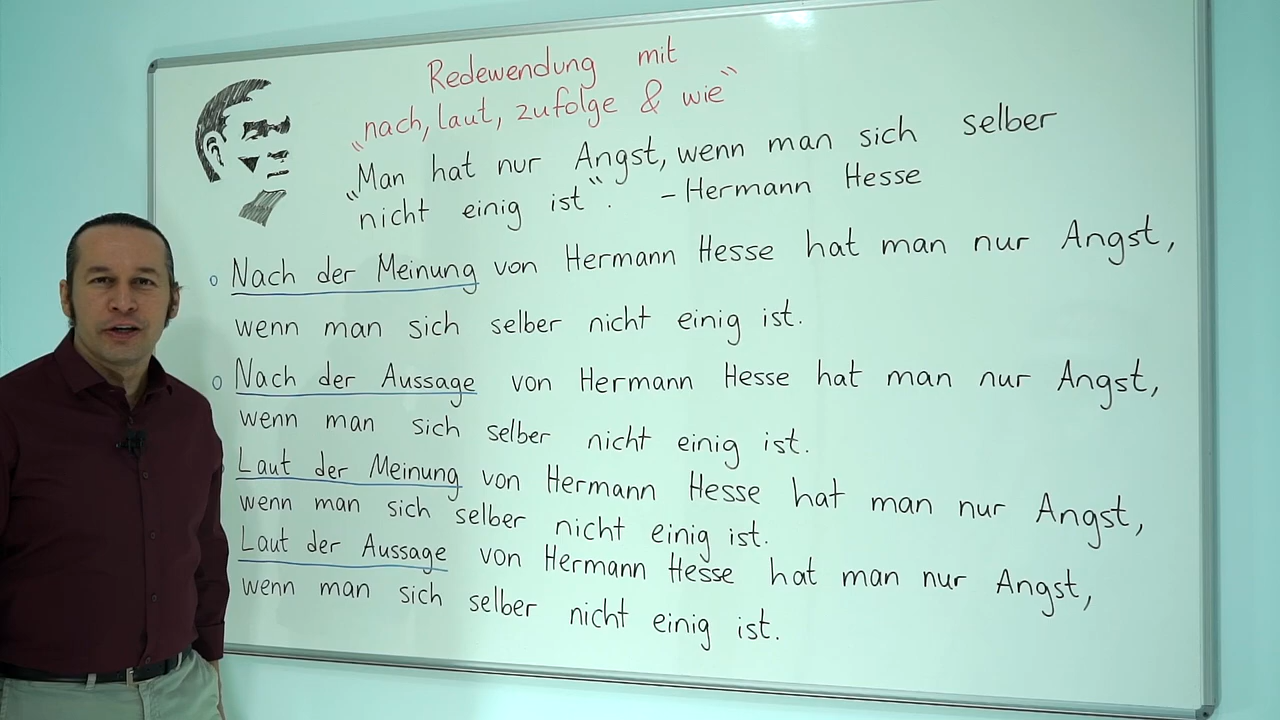 Redewendung mit
"nach, laut, zufolge & wie"
"Man hat nur Angst, wenn man sich selber
nicht einig ist". - Hermann Hesse
o Nach der Meinung von Hermann Hesse hat man nur Angst,
wenn man sich selber nicht einig ist.
o Nach der Aussage von Hermann Hesse hat man nur Angst,
wenn man sich selber nicht einig ist.
Laut der Meinung von Hermann Hesse hat man nur Angst,
wenn man sich selber nicht einig ist.
Laut der Aussage von Hermann Hesse hat man nur Angst,
wenn man sich selber nicht einig ist.